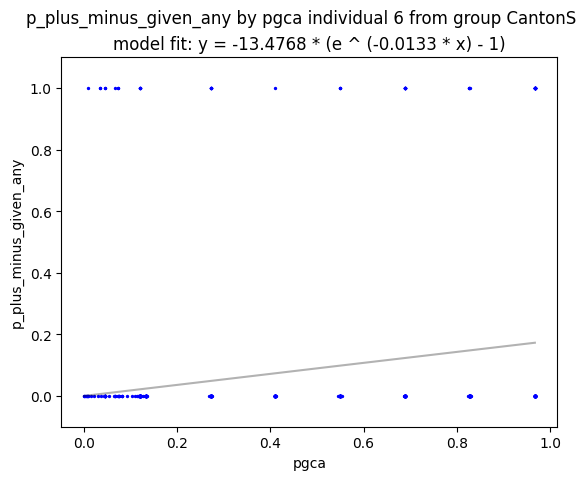 p_plus_minus_given_any by pgca individual 6 from group CantonS
model fit: y = -13.4768 * (e ^ (-0.0133 * x) - 1)
1.0
0.8
0.6
0.4
0.2
0.0
p_plus_minus_given_any
0.0 0.2 0.4 0.6 0.8 1.0
pgca